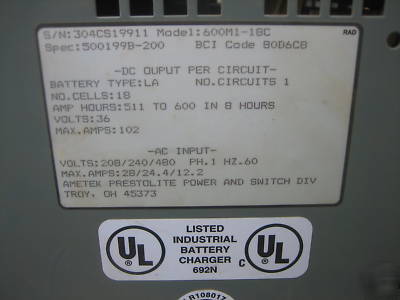 S/N:304CS19911 Model:600M1-18C
RAD
Spec:500199B-200 BCI Code 80D6C8
-DC OUPUT PER CIRCUIT-
BATTERY TYPE:LA NO.CIRCUITS 1
NO.CELLS:18
AMP HOURS:511 TO 600 IN 8 HOURS
VOLTS:36
MAX.AMPS:102
-AC INPUT-
VOLTS:208/240/480 PH.1 HZ.60
MAX.AMPS:28/24.4/12.2
AMETEK PRESTOLITE POWER AND SWITCH DIV
TROY, OH 45373
UL
LISTED
INDUSTRIAL
BATTERY
CHARGER
692N
C UL